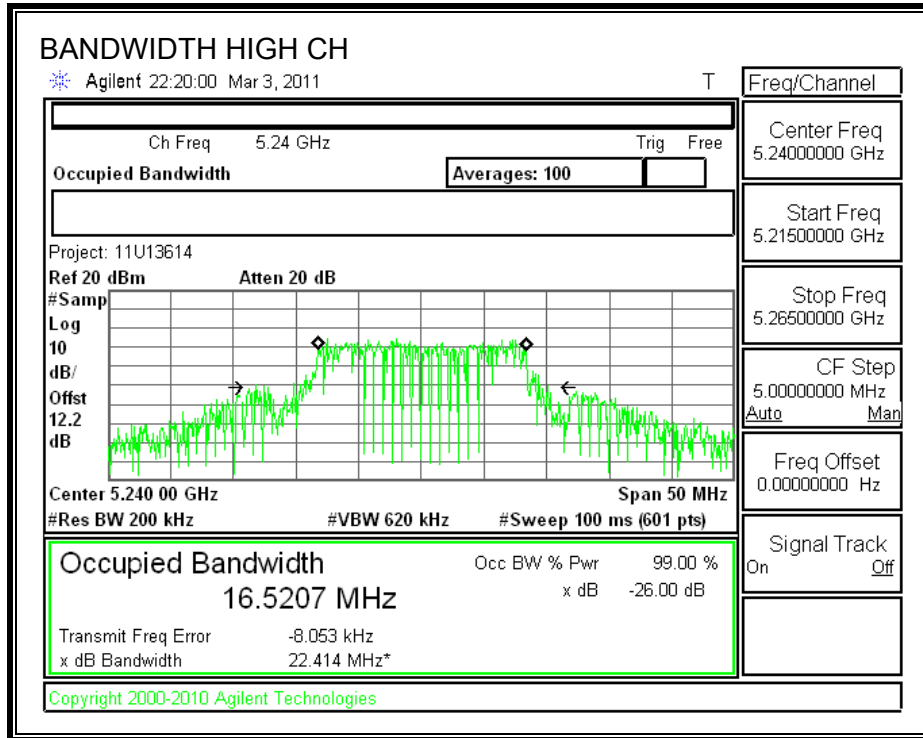 BANDWIDTH HIGH CH
Agilent 22:20:00 Mar 3, 2011 T
Freq/Channel
Ch Freq 5.24 GHz Trig Free
Occupied Bandwidth Averages: 100
Project: 11U13614
Ref 20 dBm Atten 20 dB
#Samp
Log
10
dB/
Offst
12.2
dB
Center 5.240 00 GHz Span 50 MHz
#Res BW 200 kHz #VBW 620 kHz #Sweep 100 ms (601 pts)
Occupied Bandwidth Occ BW % Pwr 99.00 %
16.5207 MHz x dB -26.00 dB
Transmit Freq Error -8.053 kHz
x dB Bandwidth 22.414 MHz*
Copyright 2000-2010 Agilent Technologies
Center Freq
5.24000000 GHz
Start Freq
5.21500000 GHz
Stop Freq
5.26500000 GHz
CF Step
5.00000000 MHz
Auto Man
Freq Offset
0.00000000 Hz
Signal Track
On Off